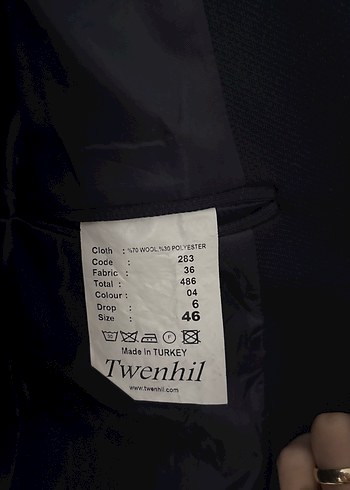 Cloth : %70 WOOL,%30 POLYESTER
Code : 283
Fabric : 36
Total : 486
Colour : 04
Drop : 6
Size : 46
Made In TURKEY
Twenhil
www.twenhil.com